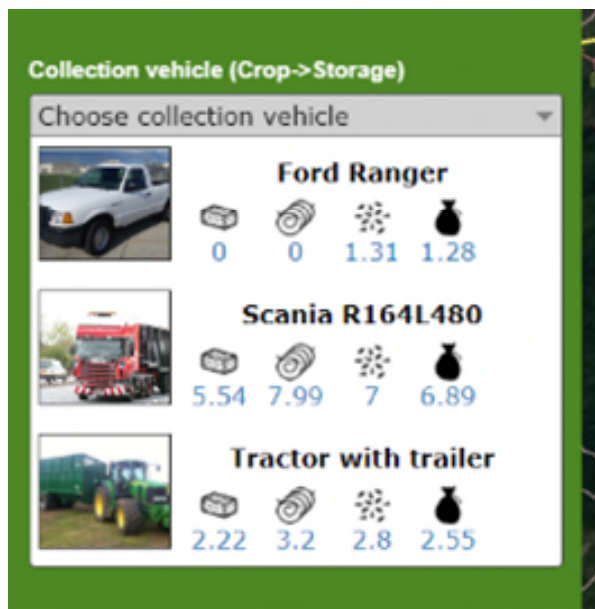 Collection vehicle (Crop->Storage)
Choose collection vehicle
Ford Ranger
0 0 1.31 1.28
Scania R164L480
5.54 7.99 7 6.89
Tractor with trailer
2.22 3.2 2.8 2.55